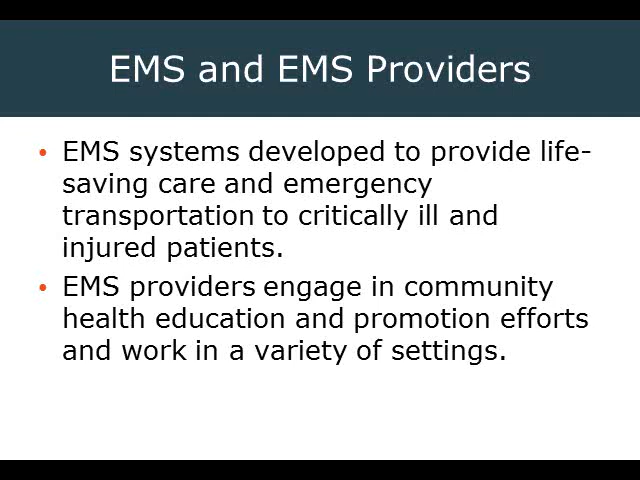 EMS and EMS Providers
• EMS systems developed to provide life-
saving care and emergency
transportation to critically ill and
injured patients.
• EMS providers engage in community
health education and promotion efforts
and work in a variety of settings.